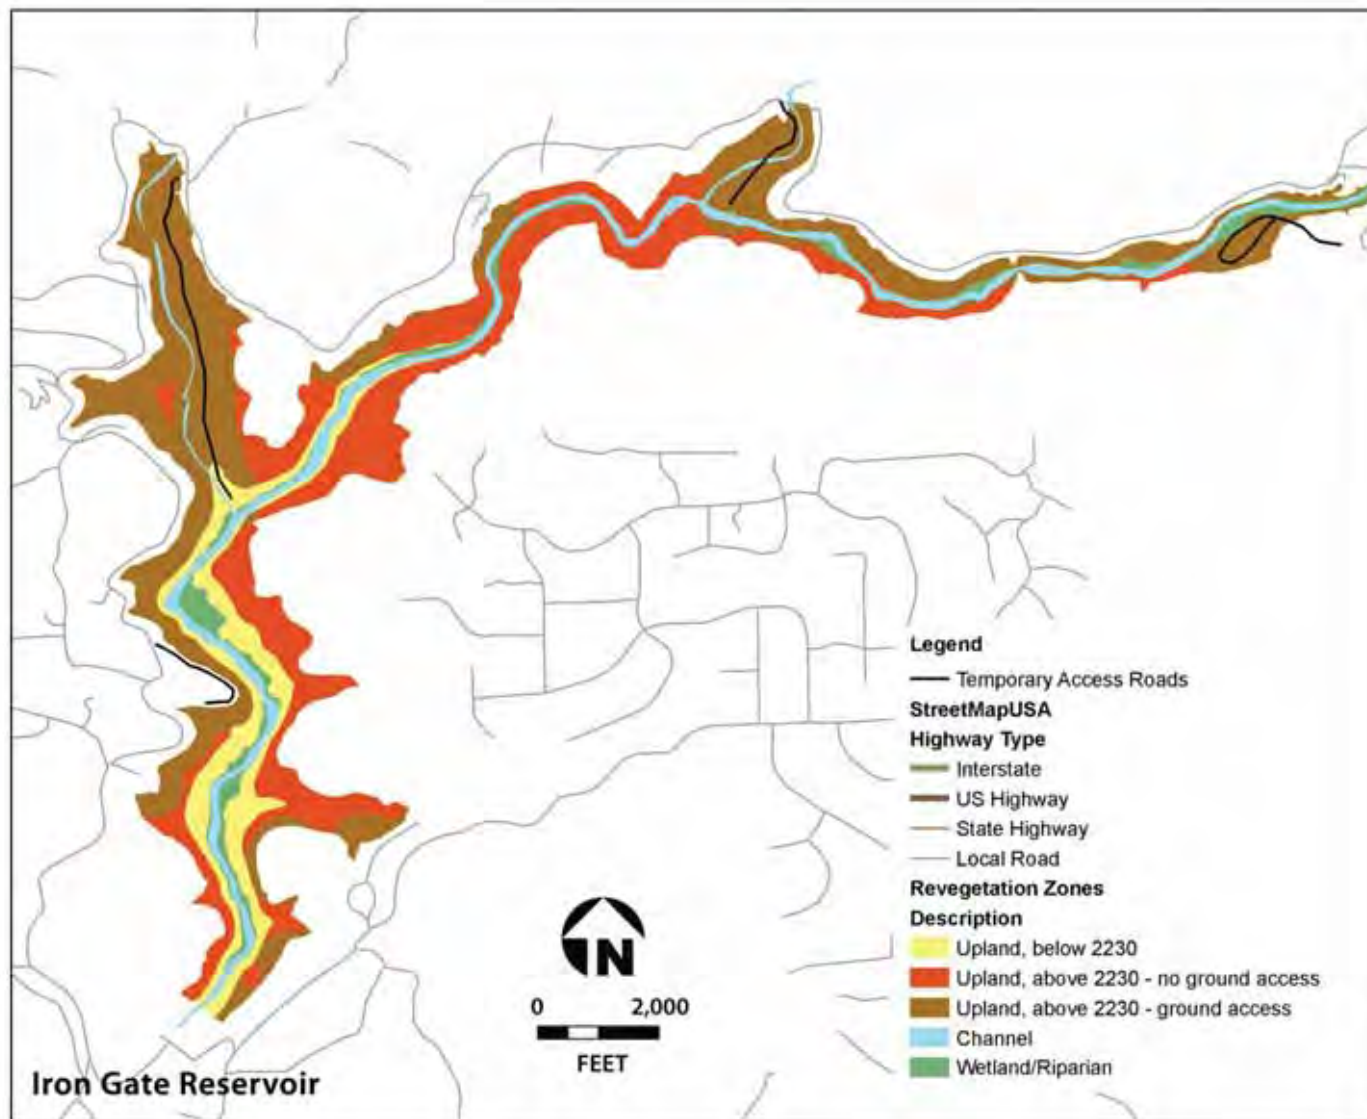 Legend
Temporary Access Roads
StreetMapUSA
Highway Type
Interstate
US Highway
State Highway
Local Road
Revegetation Zones
Description
Upland, below 2230
Upland, above 2230 - no ground access
Upland, above 2230 - ground access
Channel
Wetland/Riparian
N
0 2,000
FEET
Iron Gate Reservoir